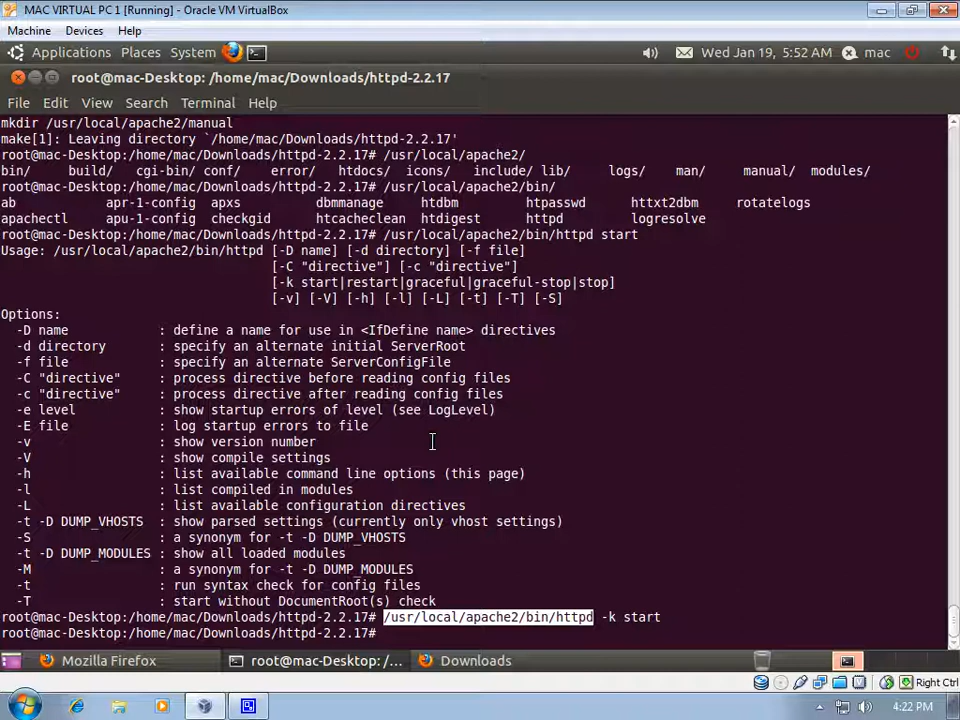 MAC VIRTUAL PC 1 [Running] - Oracle VM VirtualBox
Machine Devices Help
Applications Places System Wed Jan 19, 5:52 AM mac
root@mac-Desktop: /home/mac/Downloads/httpd-2.2.17
File Edit View Search Terminal Help
mkdir /usr/local/apache2/manual
make[1]: Leaving directory `/home/mac/Downloads/httpd-2.2.17'
root@mac-Desktop:/home/mac/Downloads/httpd-2.2.17# /usr/local/apache2/
bin/ build/ cgi-bin/ conf/ error/ htdocs/ icons/ include/ lib/ logs/ man/ manual/ modules/
root@mac-Desktop:/home/mac/Downloads/httpd-2.2.17# /usr/local/apache2/bin/
ab apr-1-config apxs dbmmanage htdbm htpasswd httxt2dbm rotatelogs
apachectl apu-1-config checkgid htcacheclean htdigest httpd logresolve
root@mac-Desktop:/home/mac/Downloads/httpd-2.2.17# /usr/local/apache2/bin/httpd start
Usage: /usr/local/apache2/bin/httpd [-D name] [-d directory] [-f file]
[-C "directive"] [-c "directive"]
[-k start|restart|graceful|graceful-stop|stop]
[-v] [-V] [-h] [-l] [-L] [-t] [-T] [-S]
Options:
-D name : define a name for use in <IfDefine name> directives
-d directory : specify an alternate initial ServerRoot
-f file : specify an alternate ServerConfigFile
-C "directive" : process directive before reading config files
-c "directive" : process directive after reading config files
-e level : show startup errors of level (see LogLevel)
-E file : log startup errors to file
-v : show version number
-V : show compile settings
-h : list available command line options (this page)
-l : list compiled in modules
-L : list available configuration directives
-t -D DUMP_VHOSTS : show parsed settings (currently only vhost settings)
-S : a synonym for -t -D DUMP_VHOSTS
-t -D DUMP_MODULES : show all loaded modules
-M : a synonym for -t -D DUMP_MODULES
-t : run syntax check for config files
-T : start without DocumentRoot(s) check
root@mac-Desktop:/home/mac/Downloads/httpd-2.2.17# /usr/local/apache2/bin/httpd -k start
root@mac-Desktop:/home/mac/Downloads/httpd-2.2.17#
Mozilla Firefox root@mac-Desktop: /... Downloads
Right Ctrl
4:22 PM